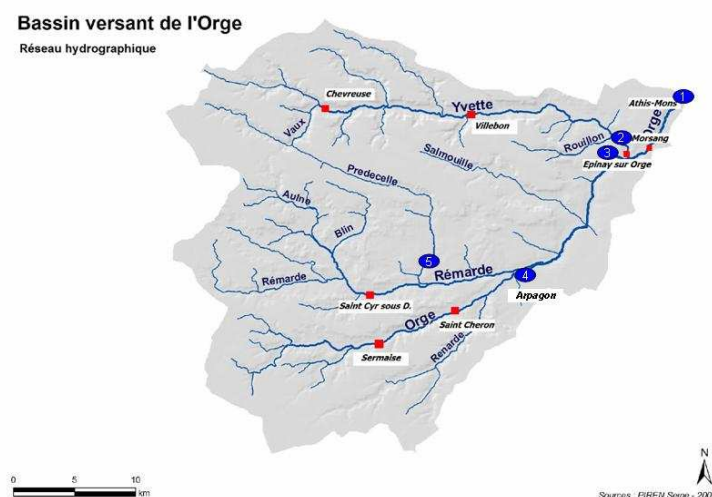 Bassin versant de l'Orge
Réseau hydrographique
1
Athis-Mons
Chevreuse
Yvette
Orge
Villebon
Vaux
Rouillon
2
Morsang
3
Epinay sur Orge
Salmouille
Predecelle
Aulne
Blin
5
Rémarde
4
Rémarde
Arpagon
Saint Cyr sous D.
Saint Cheron
Orge
Sermaise
Renarde
N
0 5 10
km
Sources : PIREN Seine - 200